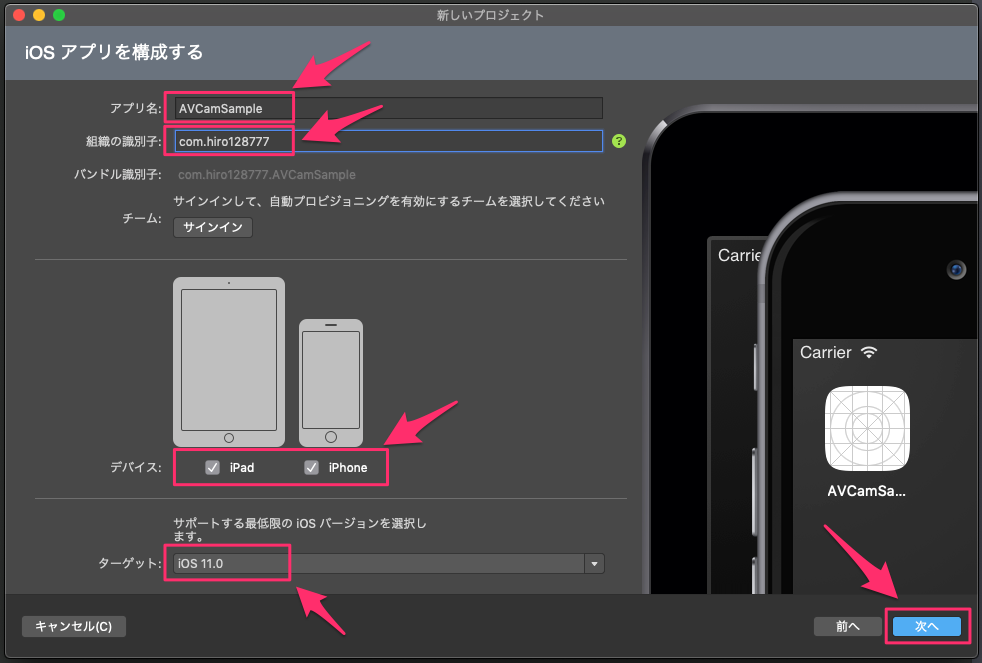 新しいプロジェクト
iOS アプリを構成する
アプリ名: AVCamSample
組織の識別子: com.hiro128777 ?
バンドル識別子: com.hiro128777.AVCamSample
サインインして、自動プロビジョニングを有効にするチームを選択してください
チーム:
サインイン
デバイス: iPad iPhone
サポートする最低限の iOS バージョンを選択し
ます。
ターゲット: iOS 11.0
Carrie
Carrier
AVCamSa...
キャンセル(C) 前へ 次へ